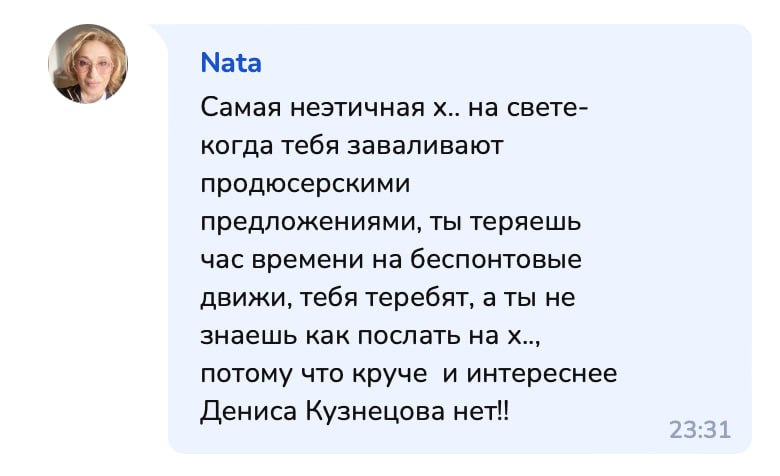 Nata
Самая неэтичная х.. на свете-
когда тебя заваливают
продюсерскими
предложениями, ты теряешь
час времени на беспонтовые
движи, тебя теребят, а ты не
знаешь как послать на х..,
потому что круче  и интереснее
Дениса Кузнецова нет!!
23:31